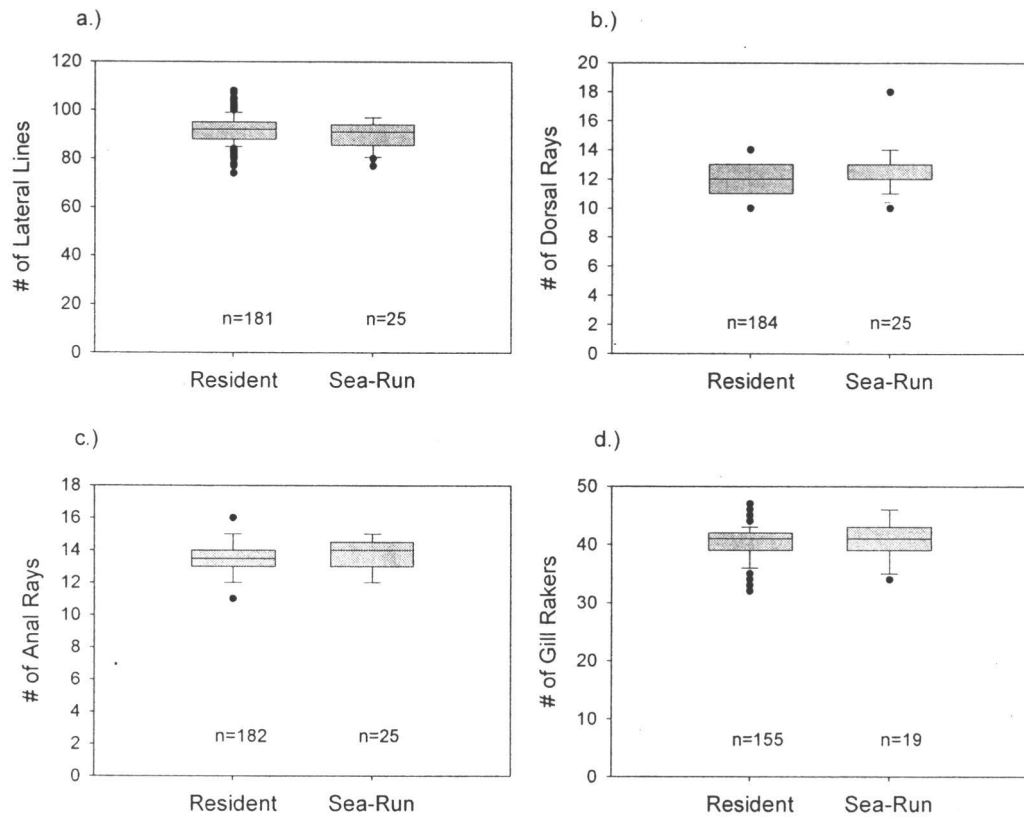 a.)
# of Lateral Lines
120
100
80
60
40
20
0
n=181
n=25
Resident
Sea-Run
b.)
# of Dorsal Rays
20
18
16
14
12
10
8
6
4
2
0
n=184
n=25
Resident
Sea-Run
c.)
# of Anal Rays
18
16
14
12
10
8
6
4
2
0
n=182
n=25
Resident
Sea-Run
d.)
# of Gill Rakers
50
40
30
20
10
0
n=155
n=19
Resident
Sea-Run